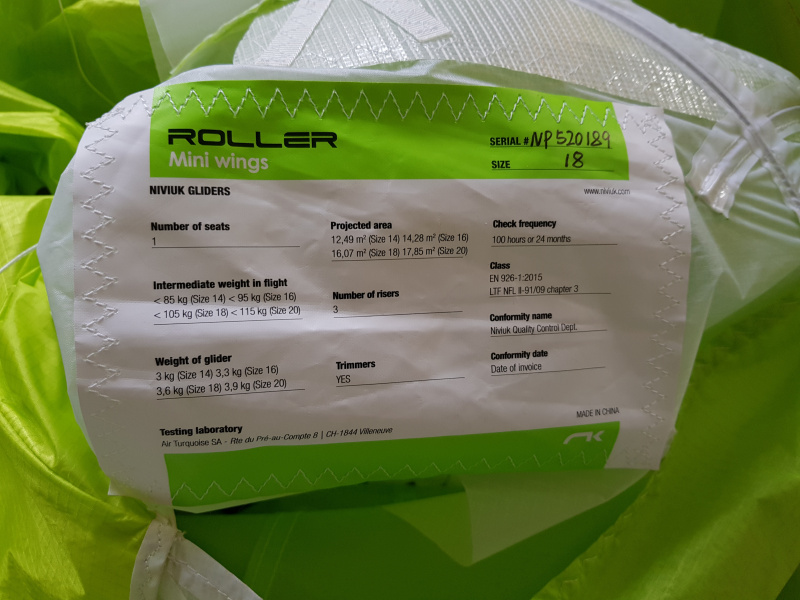 ROLLER
Mini wings
SERIAL # NP520189
SIZE 18
NIVIUK GLIDERS
www.niviuk.com
Number of seats
1
Intermediate weight in flight
< 85 kg (Size 14) < 95 kg (Size 16)
< 105 kg (Size 18) < 115 kg (Size 20)
Weight of glider
3 kg (Size 14) 3,3 kg (Size 16)
3,6 kg (Size 18) 3,9 kg (Size 20)
Projected area
12,49 m² (Size 14) 14,28 m² (Size 16)
16,07 m² (Size 18) 17,85 m² (Size 20)
Number of risers
3
Trimmers
YES
Check frequency
100 hours or 24 months
Class
EN 926-1:2015
LTF NFL II-91/09 chapter 3
Conformity name
Niviuk Quality Control Dept.
Conformity date
Date of invoice
Testing laboratory
Air Turquoise SA - Rte du Pré-au-Compte 8 | CH-1844 Villeneuve
MADE IN CHINA